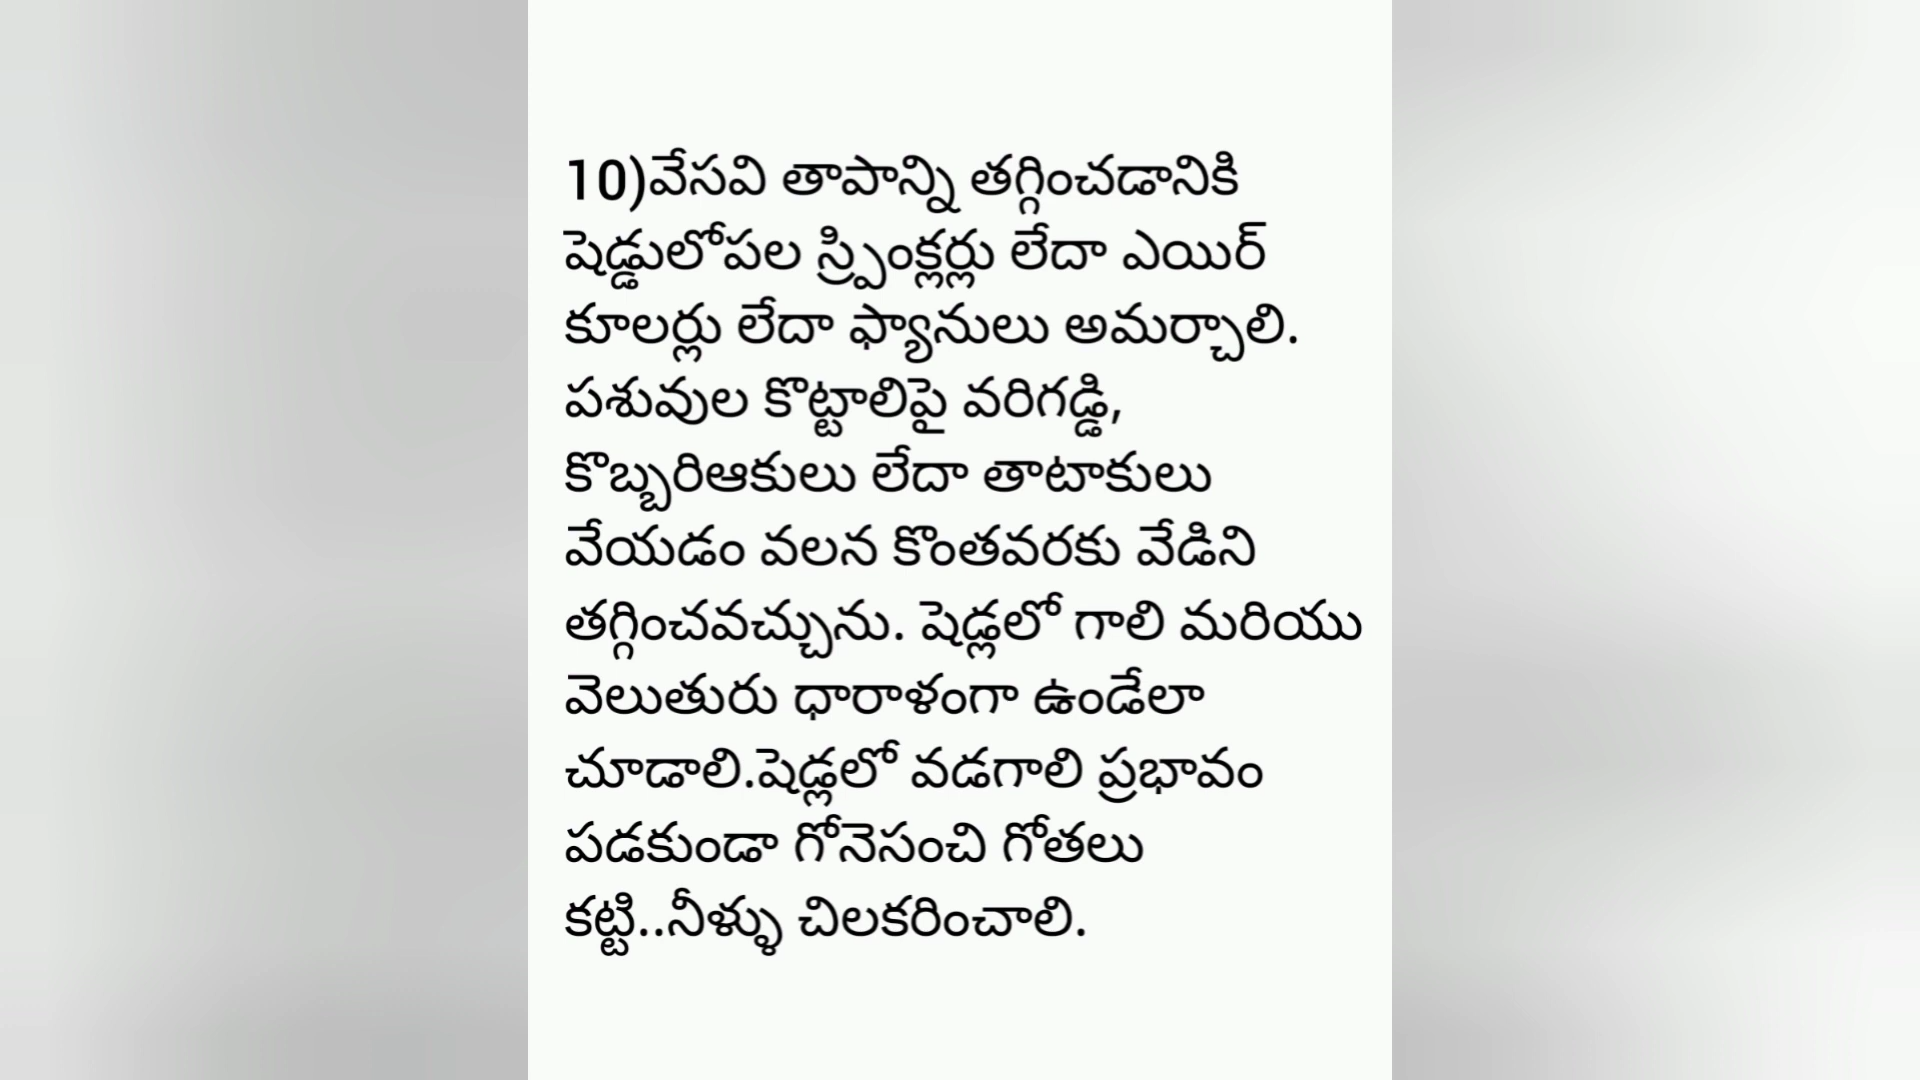 10)వేసవి తాపాన్ని తగ్గించడానికి
షెడ్డులోపల స్ప్రింక్లర్లు లేదా ఎయిర్
కూలర్లు లేదా ఫ్యానులు అమర్చాలి.
పశువుల కొట్టాలిపై వరిగడ్డి,
కొబ్బరిఆకులు లేదా తాటాకులు
వేయడం వలన కొంతవరకు వేడిని
తగ్గించవచ్చును. షెడ్లలో గాలి మరియు
వెలుతురు ధారాళంగా ఉండేలా
చూడాలి.షెడ్లలో వడగాలి ప్రభావం
పడకుండా గోనెసంచి గోతలు
కట్టి..నీళ్ళు చిలకరించాలి.